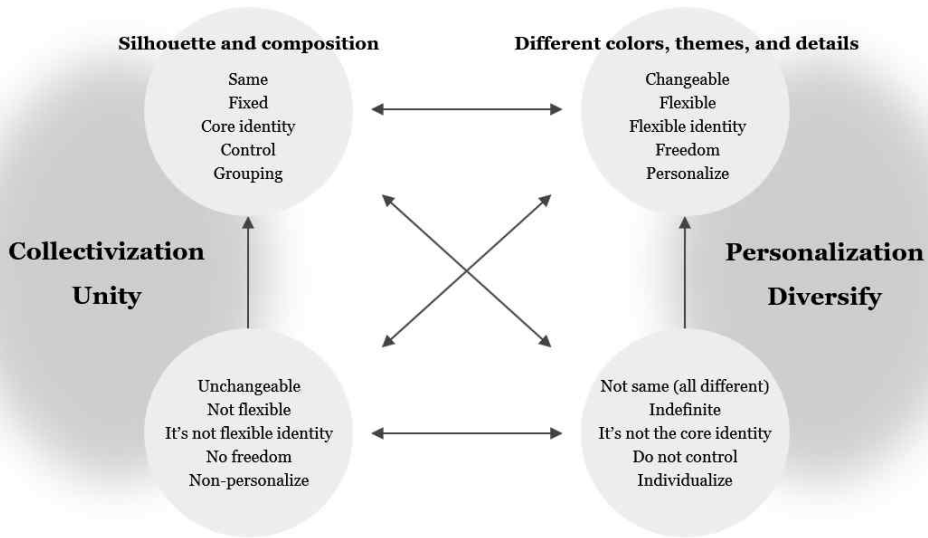 Silhouette and composition
Same
Fixed
Core identity
Control
Grouping
Different colors, themes, and details
Changeable
Flexible
Flexible identity
Freedom
Personalize
Collectivization
Unity
Personalization
Diversify
Unchangeable
Not flexible
It's not flexible identity
No freedom
Non-personalize
Not same (all different)
Indefinite
It's not the core identity
Do not control
Individualize